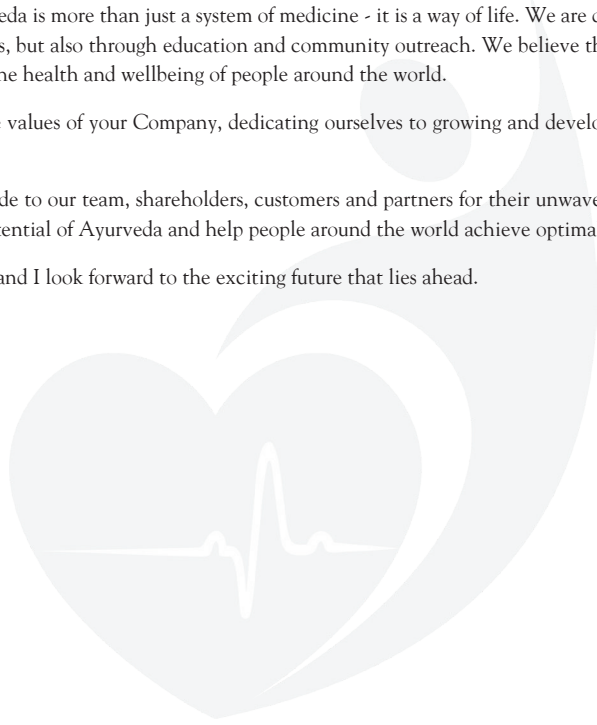 eda is more than just a system of medicine - it is a way of life. We are c
s, but also through education and community outreach. We believe th
he health and wellbeing of people around the world.
values of your Company, dedicating ourselves to growing and develo
de to our team, shareholders, customers and partners for their unwave
tential of Ayurveda and help people around the world achieve optima
and I look forward to the exciting future that lies ahead.